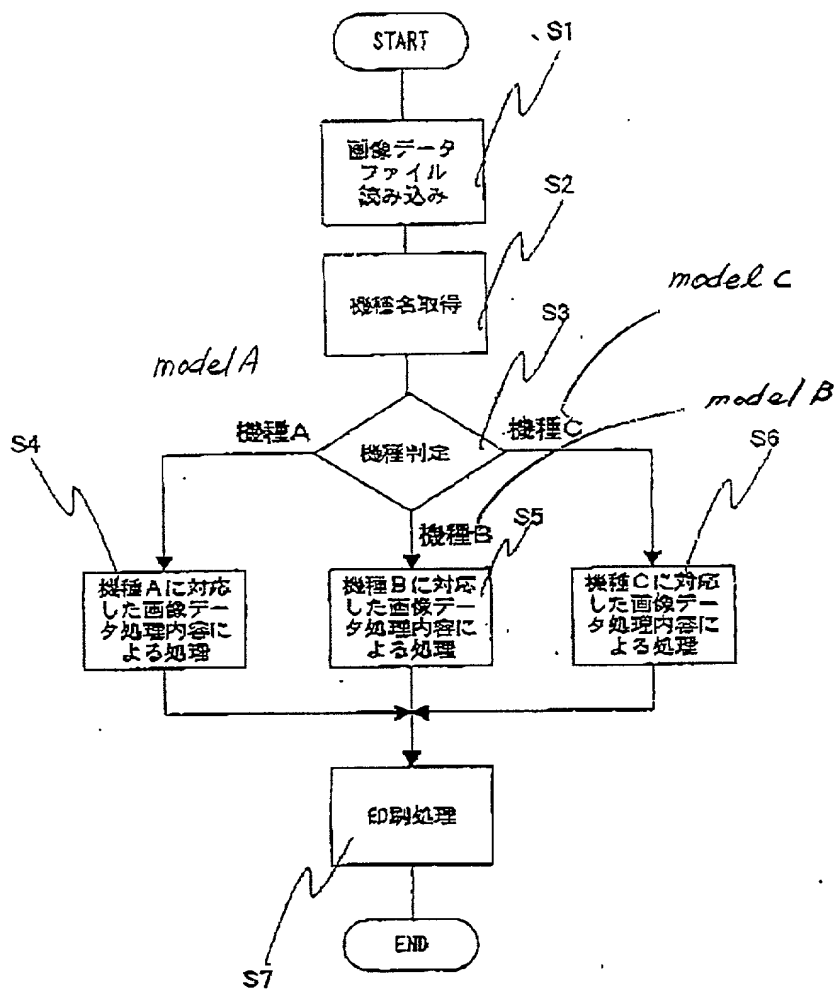 START
S1
画像データ
ファイル
読み込み
S2
機種名取得
model C
S3
model A
model B
機種A
機種C
S4
機種判定
S6
機種B
S5
機種Aに対応
した画像デー
タ処理内容に
よる処理
機種Bに対応
した画像デー
タ処理内容に
よる処理
機種Cに対応
した画像デー
タ処理内容に
よる処理
印刷処理
END
S7